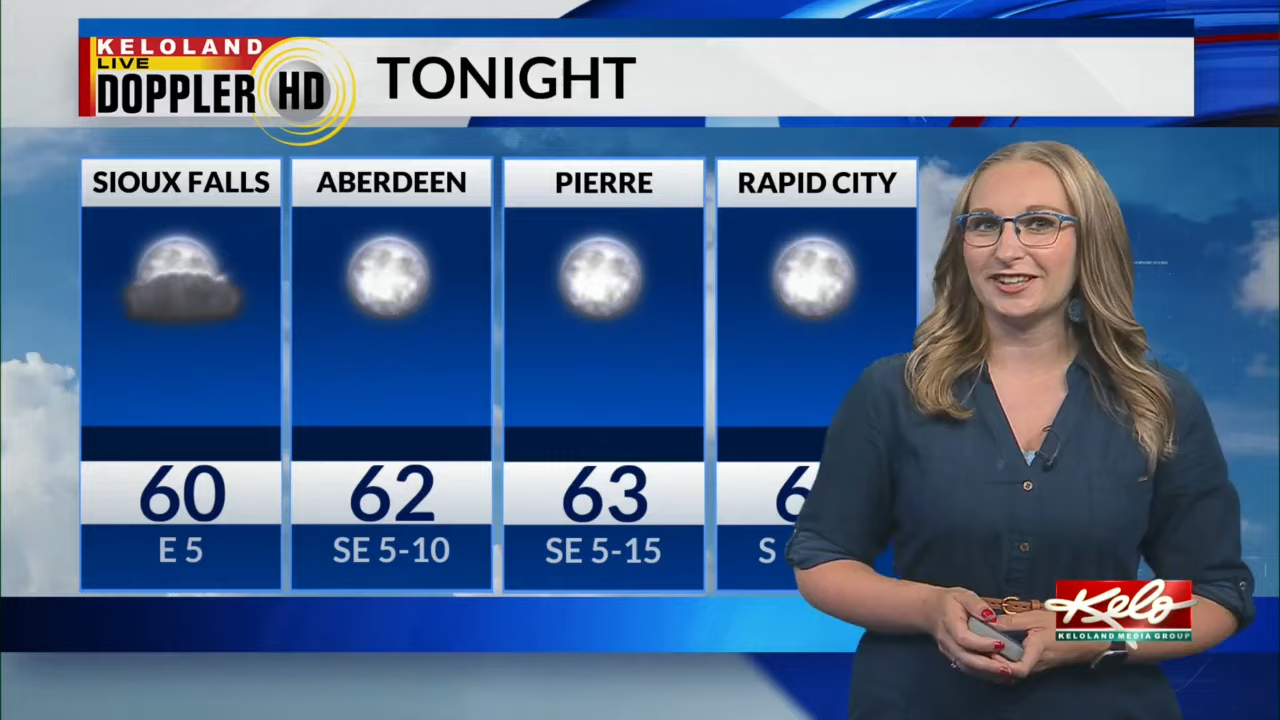 KELOLAND
LIVE
DOPPLER HD
TONIGHT
SIOUX FALLS
ABERDEEN
PIERRE
RAPID CITY
60
62
63
6
E 5
SE 5-10
SE 5-15
S
Kelo
KELOLAND MEDIA GROUP